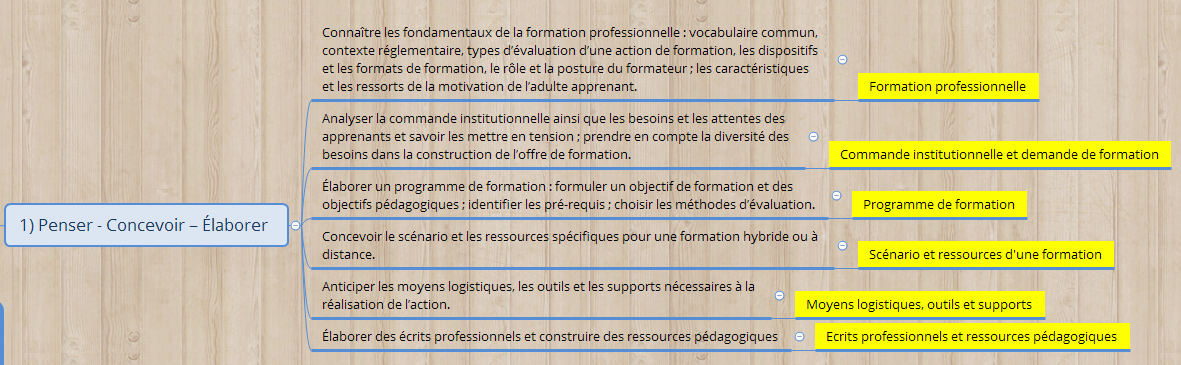 1) Penser - Concevoir – Élaborer
Connaître les fondamentaux de la formation professionnelle : vocabulaire commun,
contexte réglementaire, types d’évaluation d’une action de formation, les dispositifs
et les formats de formation, le rôle et la posture du formateur ; les caractéristiques
et les ressorts de la motivation de l’adulte apprenant.
Formation professionnelle
Analyser la commande institutionnelle ainsi que les besoins et les attentes des
apprenants et savoir les mettre en tension ; prendre en compte la diversité des
besoins dans la construction de l’offre de formation.
Commande institutionnelle et demande de formation
Élaborer un programme de formation : formuler un objectif de formation et des
objectifs pédagogiques ; identifier les pré-requis ; choisir les méthodes d’évaluation.
Programme de formation
Concevoir le scénario et les ressources spécifiques pour une formation hybride ou à
distance.
Scénario et ressources d'une formation
Anticiper les moyens logistiques, les outils et les supports nécessaires à la
réalisation de l’action.
Moyens logistiques, outils et supports
Élaborer des écrits professionnels et construire des ressources pédagogiques
Ecrits professionnels et ressources pédagogiques